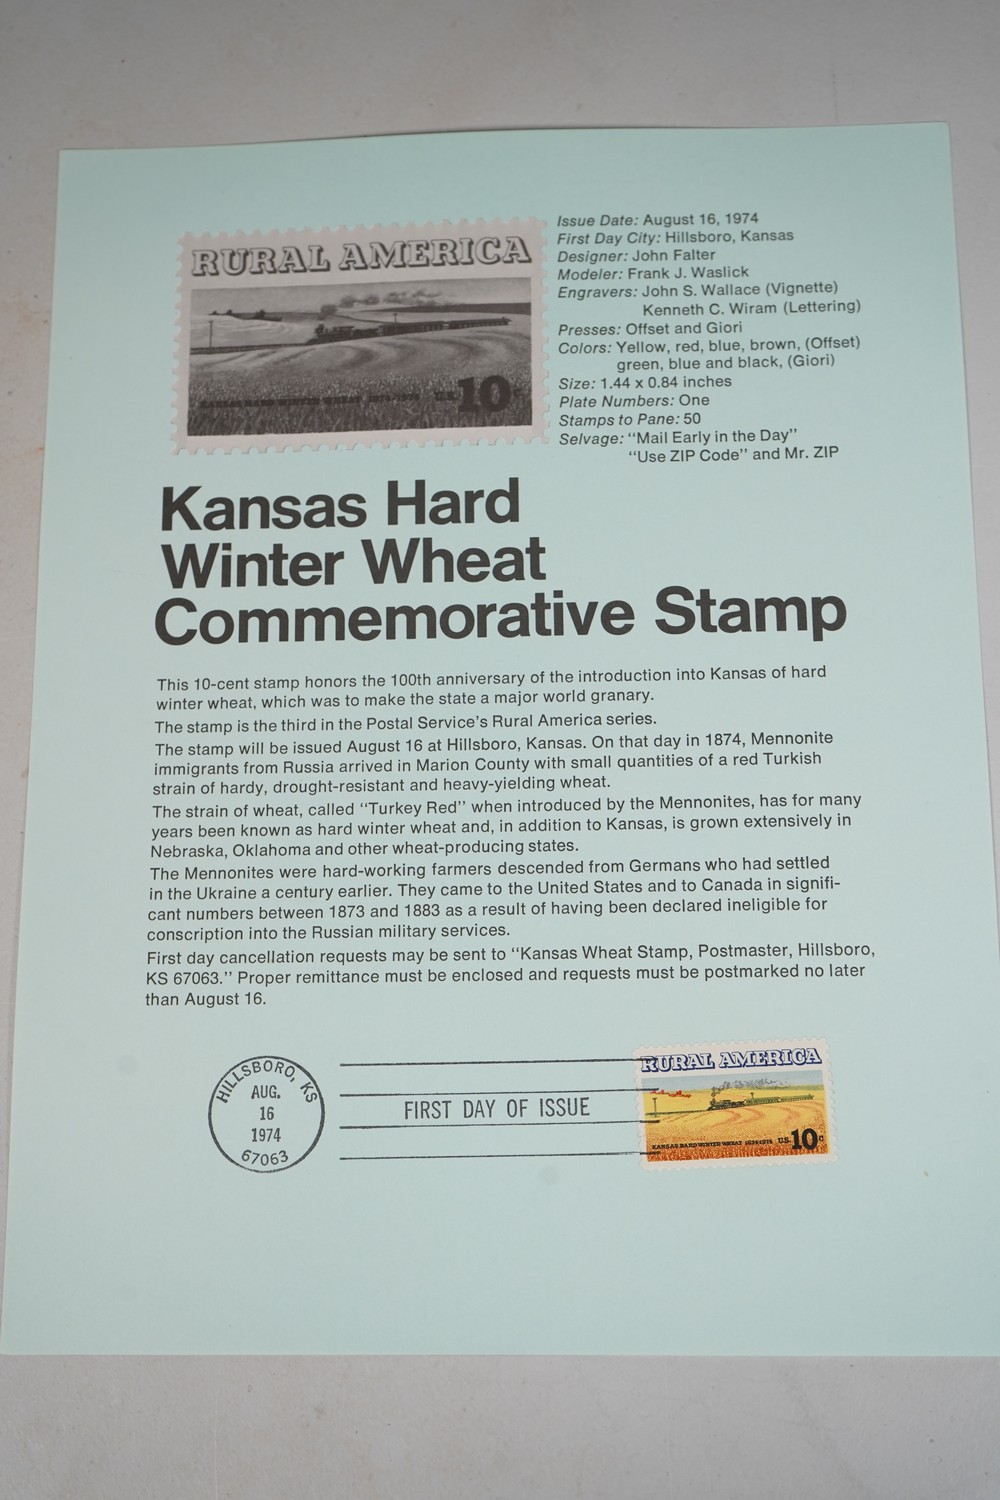 RURAL AMERICA
KANSAS HARD WINTER WHEAT 1874-1974 U.S. 10c
Issue Date: August 16, 1974
First Day City: Hillsboro, Kansas
Designer: John Falter
Modeler: Frank J. Waslick
Engravers: John S. Wallace (Vignette)
Kenneth C. Wiram (Lettering)
Presses: Offset and Giori
Colors: Yellow, red, blue, brown, (Offset)
green, blue and black, (Giori)
Size: 1.44 x 0.84 inches
Plate Numbers: One
Stamps to Pane: 50
Selvage: “Mail Early in the Day”
“Use ZIP Code” and Mr. ZIP
Kansas Hard
Winter Wheat
Commemorative Stamp
This 10-cent stamp honors the 100th anniversary of the introduction into Kansas of hard
winter wheat, which was to make the state a major world granary.
The stamp is the third in the Postal Service’s Rural America series.
The stamp will be issued August 16 at Hillsboro, Kansas. On that day in 1874, Mennonite
immigrants from Russia arrived in Marion County with small quantities of a red Turkish
strain of hardy, drought-resistant and heavy-yielding wheat.
The strain of wheat, called “Turkey Red” when introduced by the Mennonites, has for many
years been known as hard winter wheat and, in addition to Kansas, is grown extensively in
Nebraska, Oklahoma and other wheat-producing states.
The Mennonites were hard-working farmers descended from Germans who had settled
in the Ukraine a century earlier. They came to the United States and to Canada in signifi-
cant numbers between 1873 and 1883 as a result of having been declared ineligible for
conscription into the Russian military services.
First day cancellation requests may be sent to “Kansas Wheat Stamp, Postmaster, Hillsboro,
KS 67063.” Proper remittance must be enclosed and requests must be postmarked no later
than August 16.
HILLSBORO, KS
AUG.
16
1974
67063
FIRST DAY OF ISSUE
RURAL AMERICA
KANSAS HARD WINTER WHEAT 1874-1974 U.S. 10c